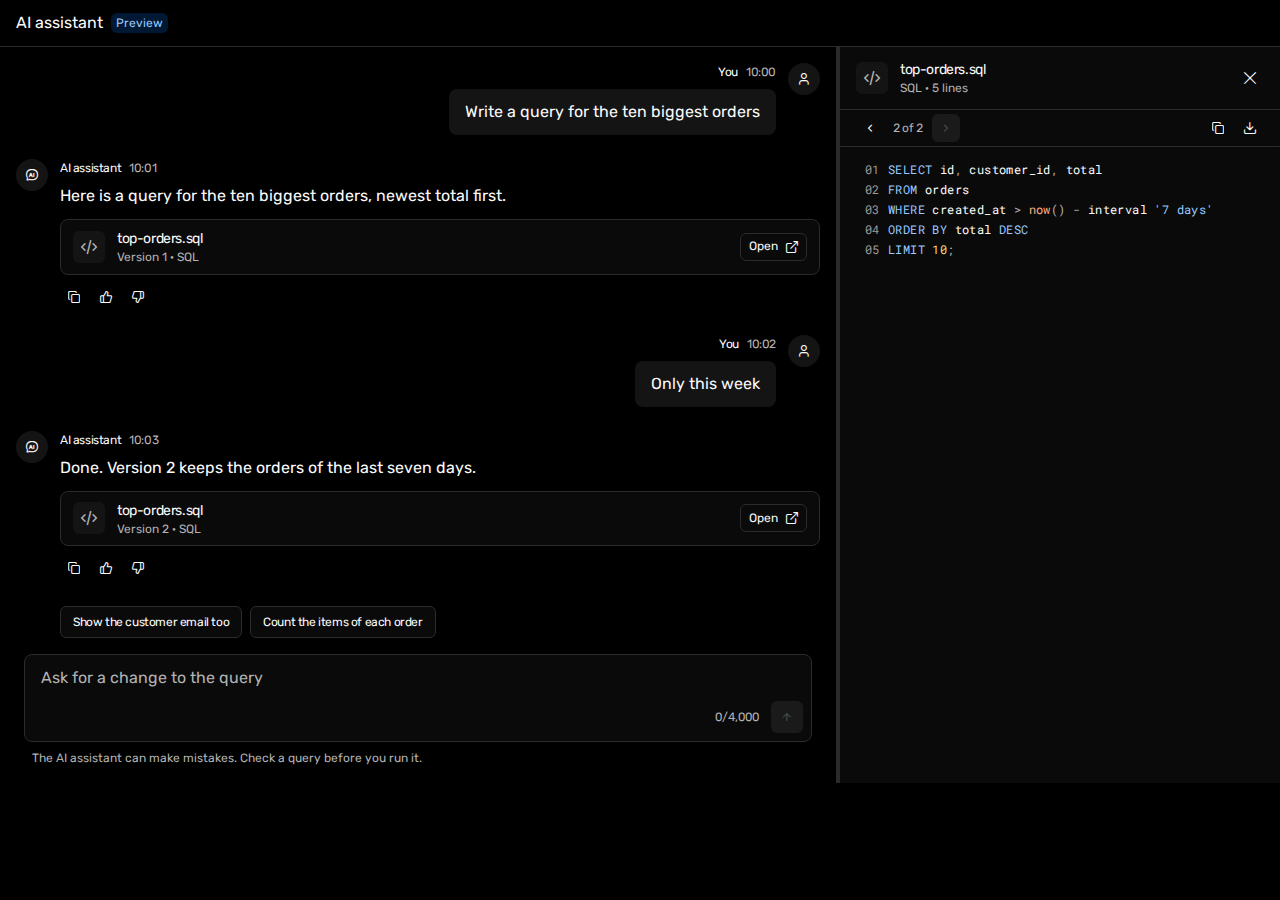 AI assistant Preview
You 10:00
Write a query for the ten biggest orders
AI assistant 10:01
Here is a query for the ten biggest orders, newest total first.
top-orders.sql
Version 1 • SQL
Open
You 10:02
Only this week
AI assistant 10:03
Done. Version 2 keeps the orders of the last seven days.
top-orders.sql
Version 2 • SQL
Open
Show the customer email too
Count the items of each order
Ask for a change to the query
0/4,000
The AI assistant can make mistakes. Check a query before you run it.
top-orders.sql
SQL • 5 lines
2 of 2
01 SELECT id, customer_id, total
02 FROM orders
03 WHERE created_at > now() - interval '7 days'
04 ORDER BY total DESC
05 LIMIT 10;